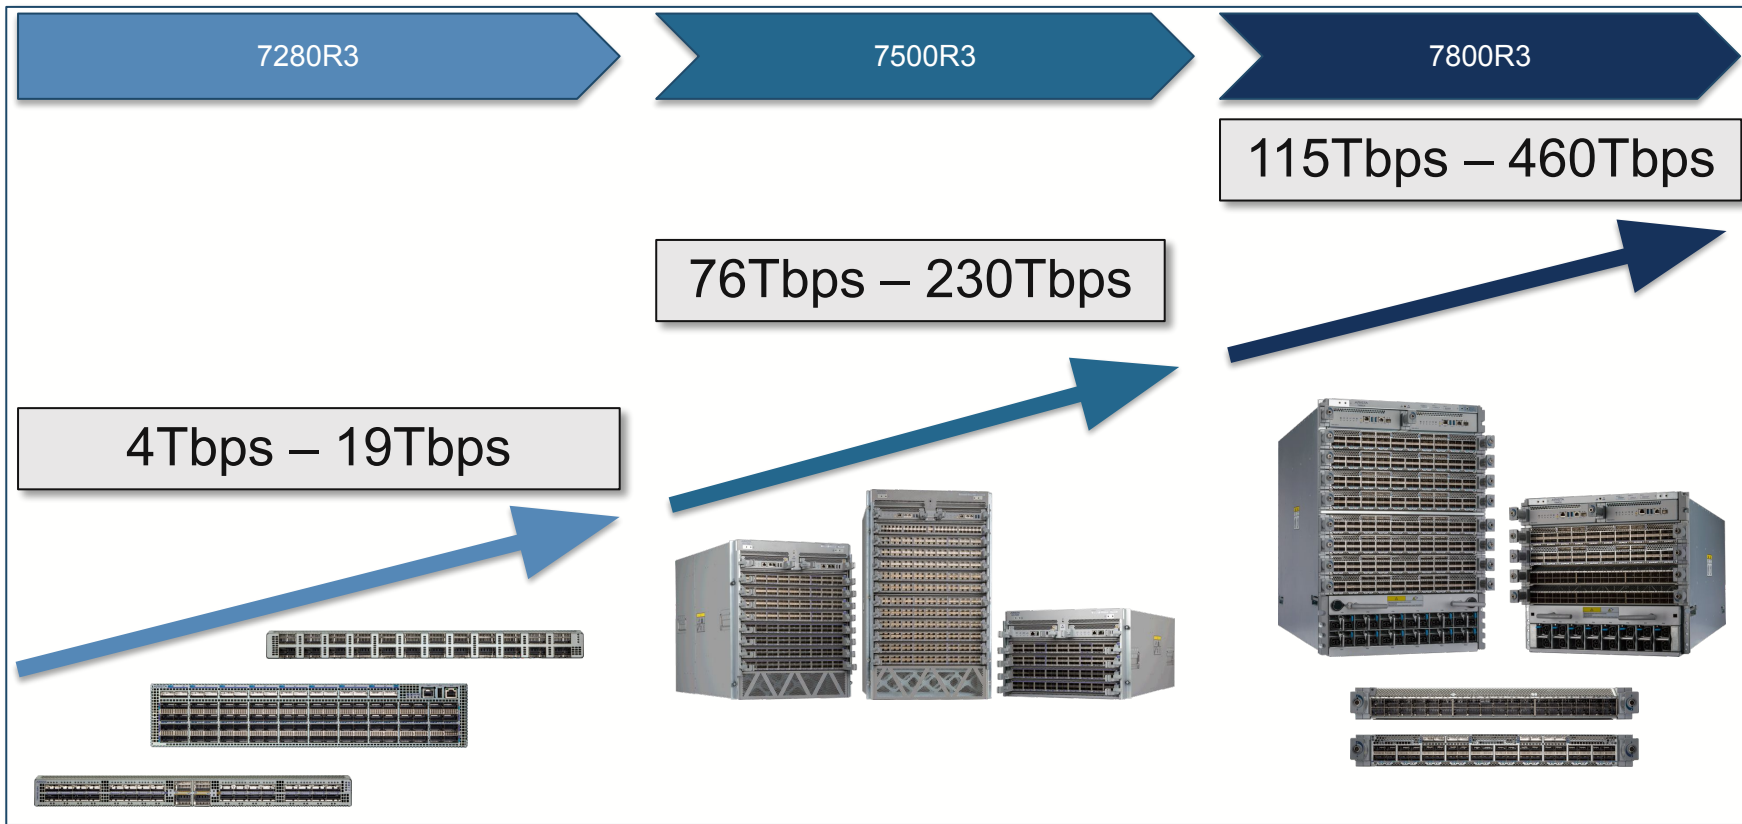 7280R3
7500R3
7800R3
115Tbps – 460Tbps
76Tbps – 230Tbps
4Tbps – 19Tbps